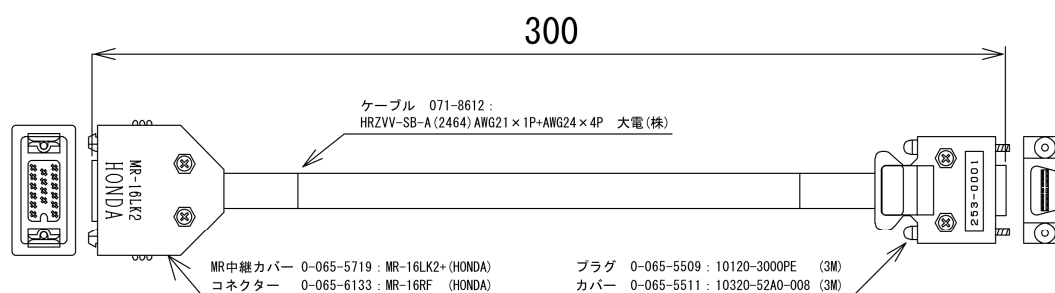 300
ケーブル 071-8612：
HRZVV-SB-A(2464)AWG21×1P+AWG24×4P 大電(株)
MR-16LK2
HONDA
253-0001
MR中継カバー 0-065-5719：MR-16LK2+(HONDA)
コネクター 0-065-6133：MR-16RF (HONDA)
プラグ 0-065-5509：10120-3000PE (3M)
カバー 0-065-5511：10320-52A0-008 (3M)